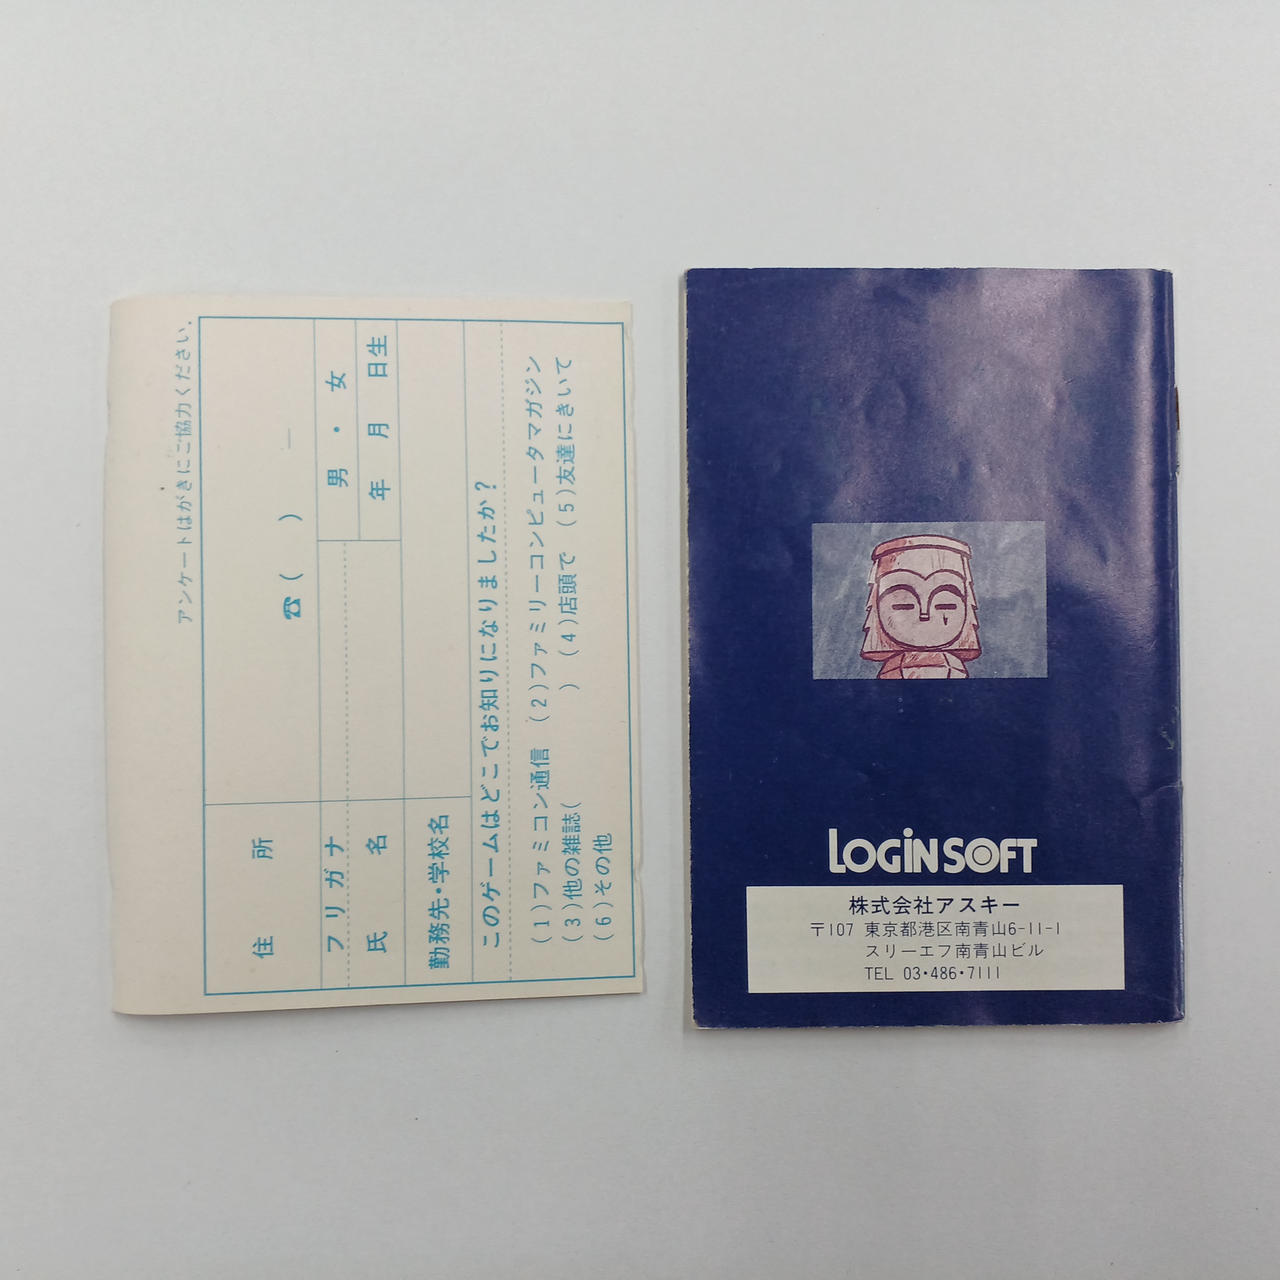 アンケートはがきにご協力ください.
住 所
☎( ) —
フリガナ
氏 名
男・女
年 月 日生
勤務先・学校名
このゲームはどこでお知りになりましたか？
(1)ファミコン通信 (2)ファミリーコンピュータマガジン
(3)他の雑誌( ) (4)店頭で (5)友達にきいて
(6)その他
LOGiN SOFT
株式会社アスキー
〒107 東京都港区南青山6-11-1
スリーエフ南青山ビル
TEL 03・486・7111